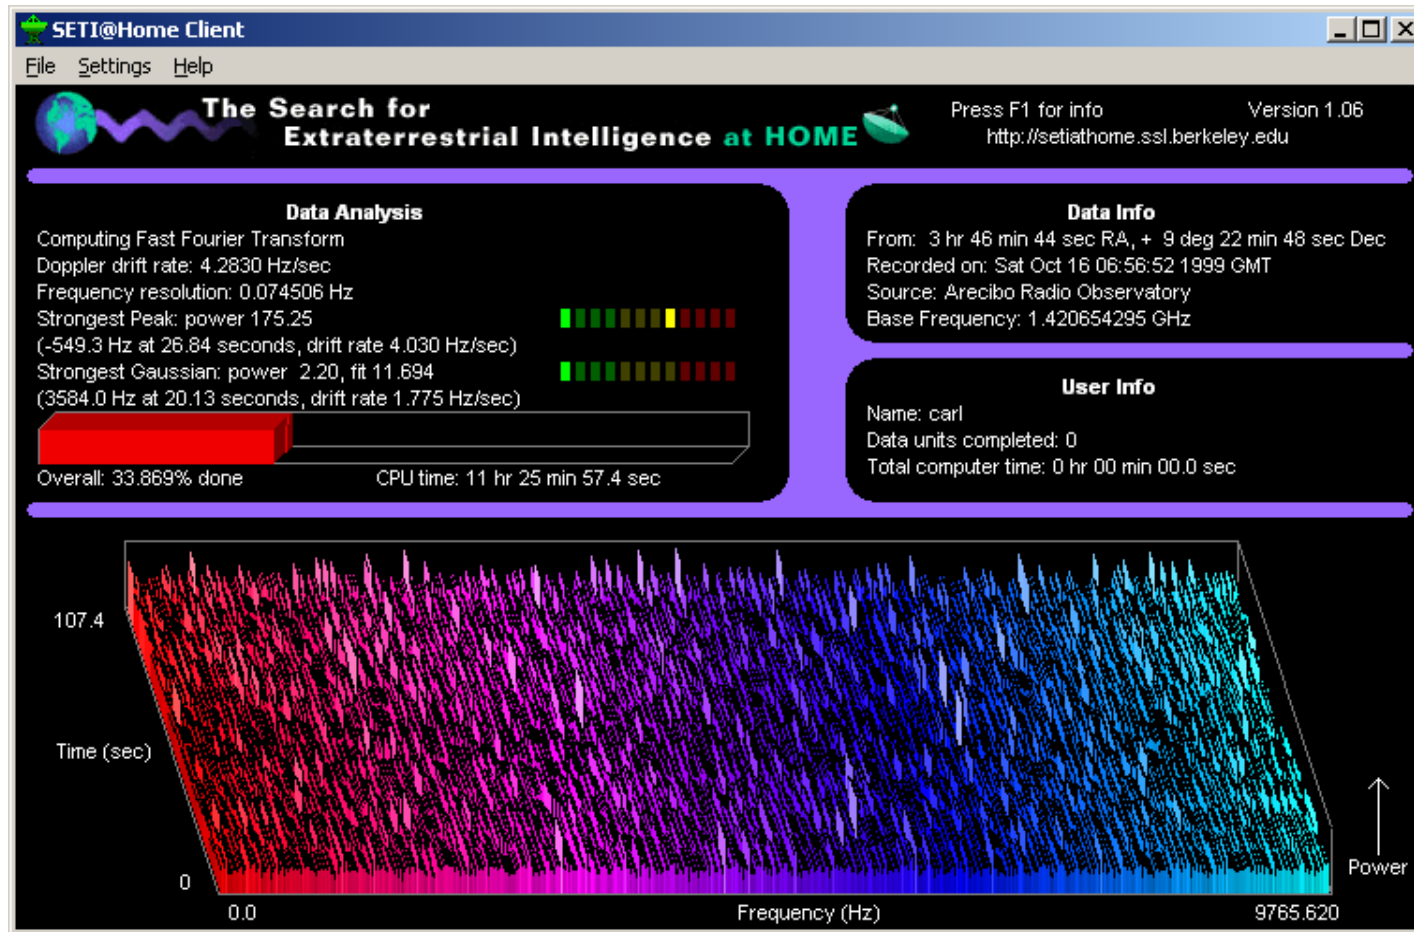 SETI@Home Client
File Settings Help
The Search for
Extraterrestrial Intelligence at HOME
Press F1 for info Version 1.06
http://setiathome.ssl.berkeley.edu
Data Analysis
Computing Fast Fourier Transform
Doppler drift rate: 4.2830 Hz/sec
Frequency resolution: 0.074506 Hz
Strongest Peak: power 175.25
(-549.3 Hz at 26.84 seconds, drift rate 4.030 Hz/sec)
Strongest Gaussian: power 2.20, fit 11.694
(3584.0 Hz at 20.13 seconds, drift rate 1.775 Hz/sec)
Overall: 33.869% done CPU time: 11 hr 25 min 57.4 sec
Data Info
From: 3 hr 46 min 44 sec RA, + 9 deg 22 min 48 sec Dec
Recorded on: Sat Oct 16 06:56:52 1999 GMT
Source: Arecibo Radio Observatory
Base Frequency: 1.420654295 GHz
User Info
Name: carl
Data units completed: 0
Total computer time: 0 hr 00 min 00.0 sec
107.4
Time (sec)
0
Power
0.0 Frequency (Hz) 9765.620